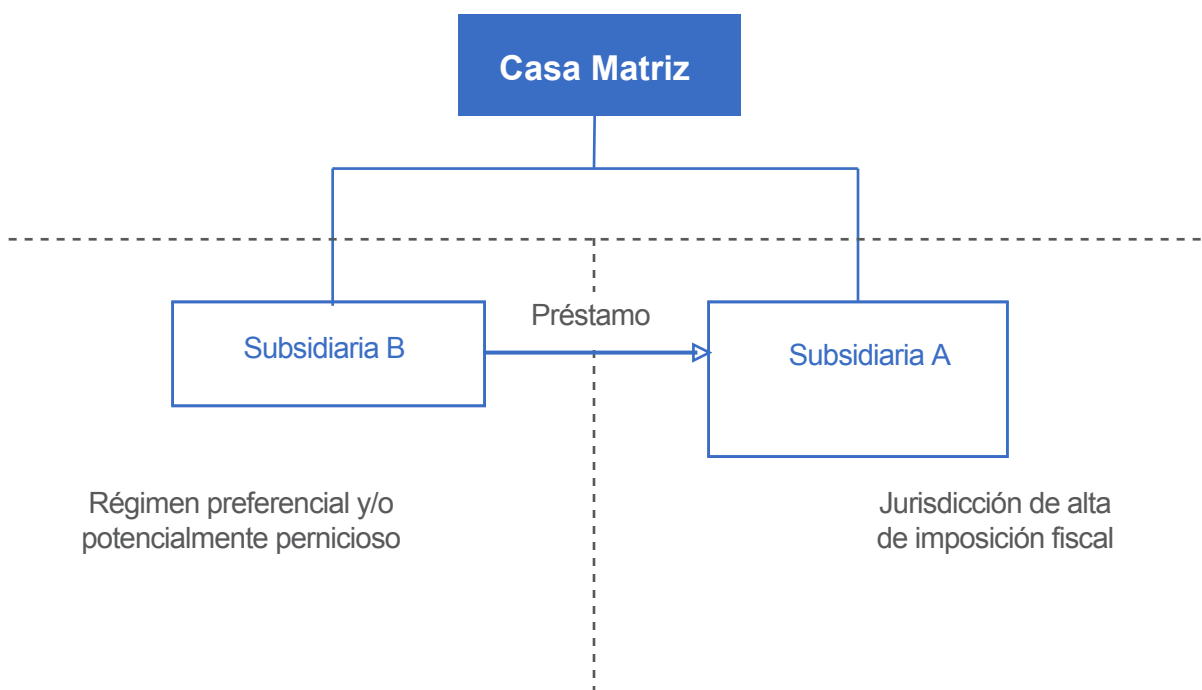 Casa Matriz
Préstamo
Subsidiaria B
Subsidiaria A
Régimen preferencial y/o
potencialmente pernicioso
Jurisdicción de alta
de imposición fiscal